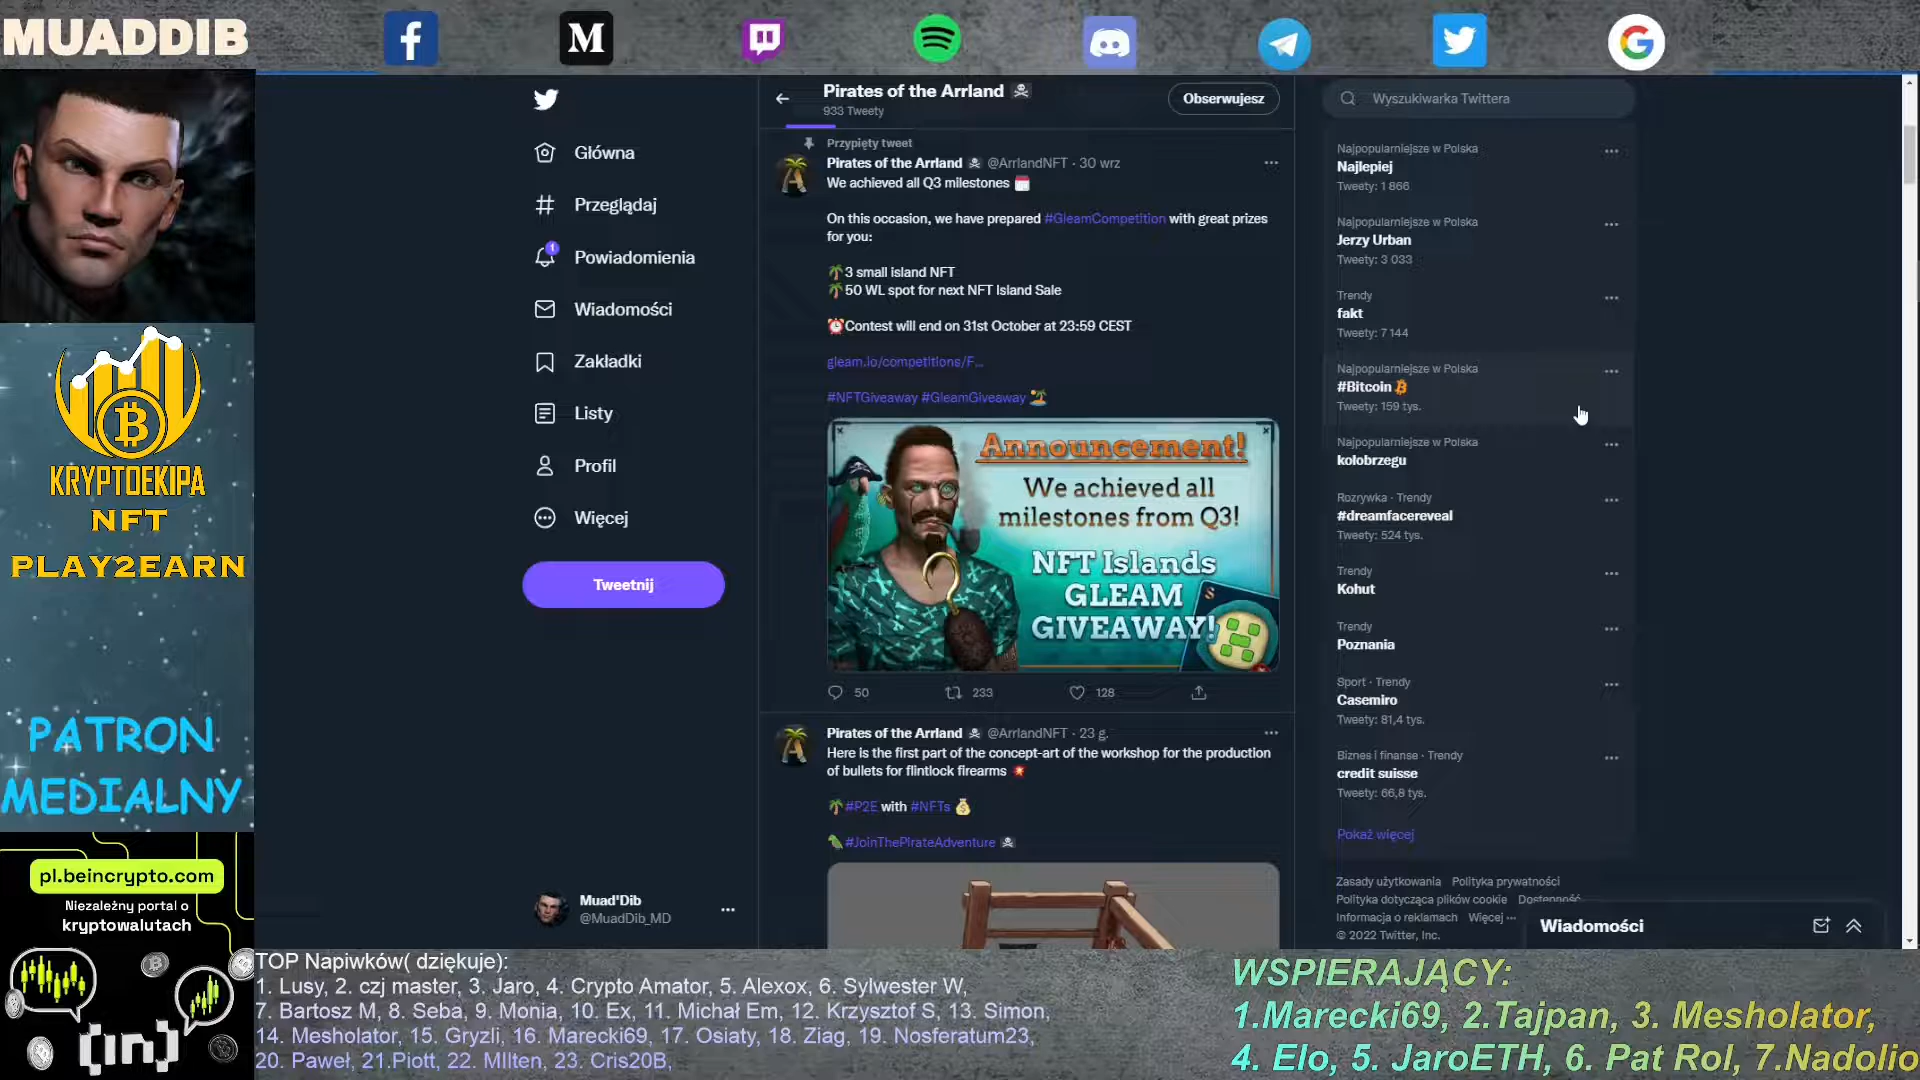 MUADDIB
M
KRYPTOEKIPA
NFT
PLAY2EARN
PATRON
MEDIALNY
pl.beincrypto.com
Niezależny portal o
kryptowalutach
[in]
Główna
Przeglądaj
1
Powiadomienia
Wiadomości
Zakładki
Listy
Profil
Więcej
Tweetnij
Muad'Dib
@MuadDib_MD
Pirates of the Arrland ☠
933 Tweety
Obserwujesz
Przypięty tweet
Pirates of the Arrland ☠ @ArrlandNFT · 30 wrz
We achieved all Q3 milestones
On this occasion, we have prepared #GleamCompetition with great prizes
for you:
🌴3 small island NFT
🌴50 WL spot for next NFT Island Sale
⏰Contest will end on 31st October at 23:59 CEST
gleam.io/competitions/F...
#NFTGiveaway #GleamGiveaway 🏝
Announcement!
We achieved all
milestones from Q3!
NFT Islands
GLEAM
GIVEAWAY!
S
50 233 128
Pirates of the Arrland ☠ @ArrlandNFT · 23 g.
Here is the first part of the concept-art of the workshop for the production
of bullets for flintlock firearms 💥
🌴#P2E with #NFTs 💰
🦜#JoinThePirateAdventure ☠
Wyszukiwarka Twittera
Najpopularniejsze w Polska
Najlepiej
Tweety: 1 866
Najpopularniejsze w Polska
Jerzy Urban
Tweety: 3 033
Trendy
fakt
Tweety: 7 144
Najpopularniejsze w Polska
#Bitcoin
Tweety: 159 tys.
Najpopularniejsze w Polska
kołobrzegu
Rozrywka · Trendy
#dreamfacereveal
Tweety: 524 tys.
Trendy
Kohut
Trendy
Poznania
Sport · Trendy
Casemiro
Tweety: 81,4 tys.
Biznes i finanse · Trendy
credit suisse
Tweety: 66,8 tys.
Pokaż więcej
Zasady użytkowania Polityka prywatności
Polityka dotycząca plików cookie Dostępność
Informacja o reklamach Więcej ···
© 2022 Twitter, Inc.
Wiadomości
TOP Napiwków( dziękuje):
1. Lusy, 2. czj master, 3. Jaro, 4. Crypto Amator, 5. Alexox, 6. Sylwester W,
7. Bartosz M, 8. Seba, 9. Monia, 10. Ex, 11. Michał Em, 12. Krzysztof S, 13. Simon,
14. Mesholator, 15. Gryzli, 16. Marecki69, 17. Osiaty, 18. Ziag, 19. Nosferatum23,
20. Paweł, 21.Piott, 22. MIlten, 23. Cris20B,
WSPIERAJĄCY:
1.Marecki69, 2.Tajpan, 3. Mesholator,
4. Elo, 5. JaroETH, 6. Pat Rol, 7.Nadolio